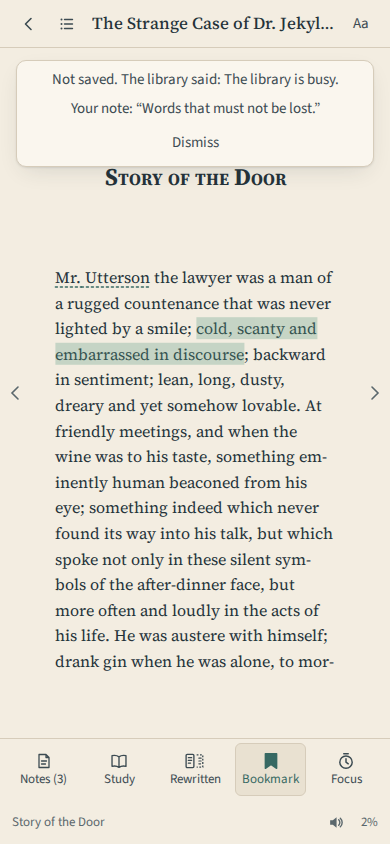 The Strange Case of Dr. Jekyl...
Aa
Not saved. The library said: The library is busy.
Your note: “Words that must not be lost.”
Dismiss
Story of the Door
Mr. Utterson the lawyer was a man of
a rugged countenance that was never
lighted by a smile; cold, scanty and
embarrassed in discourse; backward
in sentiment; lean, long, dusty,
dreary and yet somehow lovable. At
friendly meetings, and when the
wine was to his taste, something em-
inently human beaconed from his
eye; something indeed which never
found its way into his talk, but which
spoke not only in these silent sym-
bols of the after-dinner face, but
more often and loudly in the acts of
his life. He was austere with himself;
drank gin when he was alone, to mor-
Notes (3)
Study
Rewritten
Bookmark
Focus
Story of the Door
2%